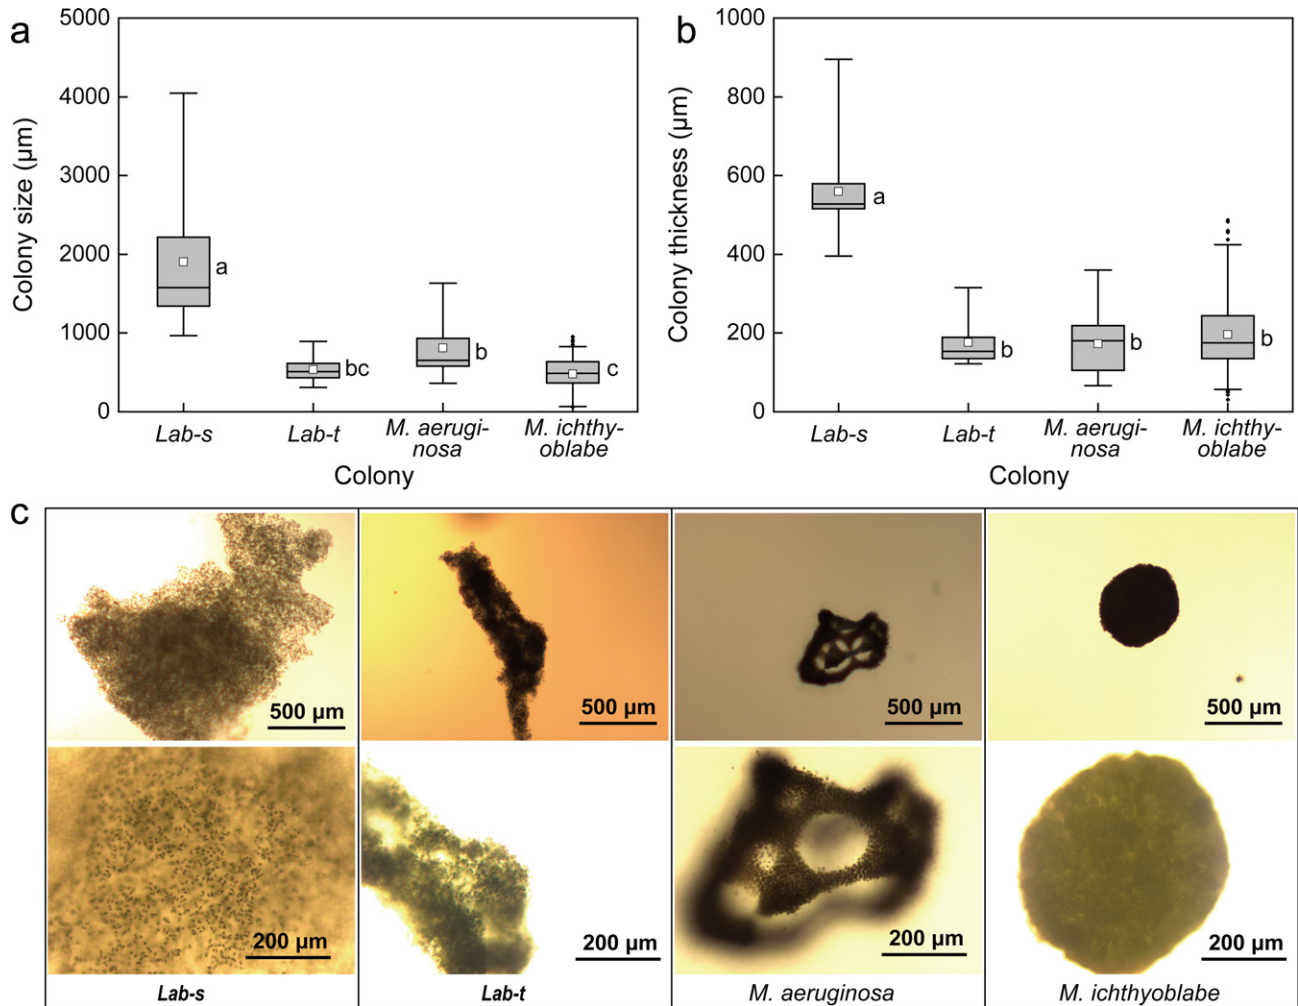 a
5000
4000
3000
2000
1000
0
Colony size (µm)
a
bc
b
c
Lab-s
Lab-t
M. aerugi-
nosa
M. ichthy-
oblabe
Colony
b
1000
800
600
400
200
0
Colony thickness (µm)
a
b
b
b
Lab-s
Lab-t
M. aerugi-
nosa
M. ichthy-
oblabe
Colony
c
500 µm
500 µm
500 µm
500 µm
200 µm
200 µm
200 µm
200 µm
Lab-s
Lab-t
M. aeruginosa
M. ichthyoblabe